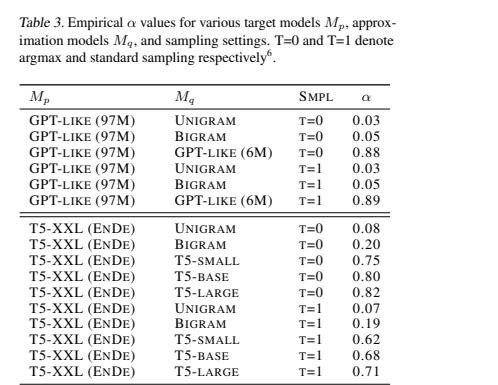 Table 3. Empirical α values for various target models Mp, approx-
imation models Mq, and sampling settings. T=0 and T=1 denote
argmax and standard sampling respectively6.
Mp Mq SMPL α
GPT-LIKE (97M) UNIGRAM T=0 0.03
GPT-LIKE (97M) BIGRAM T=0 0.05
GPT-LIKE (97M) GPT-LIKE (6M) T=0 0.88
GPT-LIKE (97M) UNIGRAM T=1 0.03
GPT-LIKE (97M) BIGRAM T=1 0.05
GPT-LIKE (97M) GPT-LIKE (6M) T=1 0.89
T5-XXL (ENDE) UNIGRAM T=0 0.08
T5-XXL (ENDE) BIGRAM T=0 0.20
T5-XXL (ENDE) T5-SMALL T=0 0.75
T5-XXL (ENDE) T5-BASE T=0 0.80
T5-XXL (ENDE) T5-LARGE T=0 0.82
T5-XXL (ENDE) UNIGRAM T=1 0.07
T5-XXL (ENDE) BIGRAM T=1 0.19
T5-XXL (ENDE) T5-SMALL T=1 0.62
T5-XXL (ENDE) T5-BASE T=1 0.68
T5-XXL (ENDE) T5-LARGE T=1 0.71